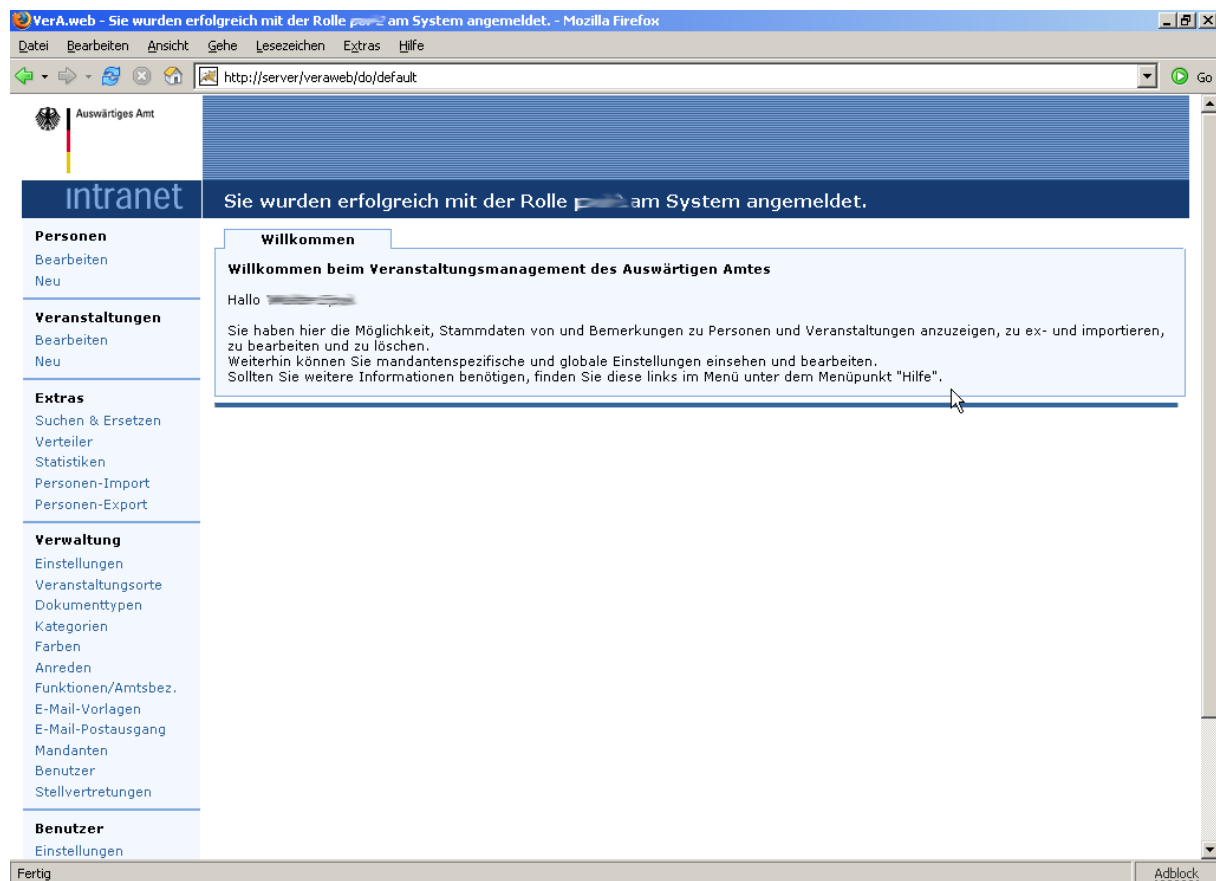 VerA.web - Sie wurden erfolgreich mit der Rolle am System angemeldet. - Mozilla Firefox
Datei Bearbeiten Ansicht Gehe Lesezeichen Extras Hilfe
http://server/veraweb/do/default Go
Auswärtiges Amt
intranet
Sie wurden erfolgreich mit der Rolle am System angemeldet.
Personen
Bearbeiten
Neu
Veranstaltungen
Bearbeiten
Neu
Extras
Suchen & Ersetzen
Verteiler
Statistiken
Personen-Import
Personen-Export
Verwaltung
Einstellungen
Veranstaltungsorte
Dokumenttypen
Kategorien
Farben
Anreden
Funktionen/Amtsbez.
E-Mail-Vorlagen
E-Mail-Postausgang
Mandanten
Benutzer
Stellvertretungen
Benutzer
Einstellungen
Willkommen
Willkommen beim Veranstaltungsmanagement des Auswärtigen Amtes
Hallo
Sie haben hier die Möglichkeit, Stammdaten von und Bemerkungen zu Personen und Veranstaltungen anzuzeigen, zu ex- und importieren,
zu bearbeiten und zu löschen.
Weiterhin können Sie mandantenspezifische und globale Einstellungen einsehen und bearbeiten.
Sollten Sie weitere Informationen benötigen, finden Sie diese links im Menü unter dem Menüpunkt "Hilfe".
Fertig
Adblock